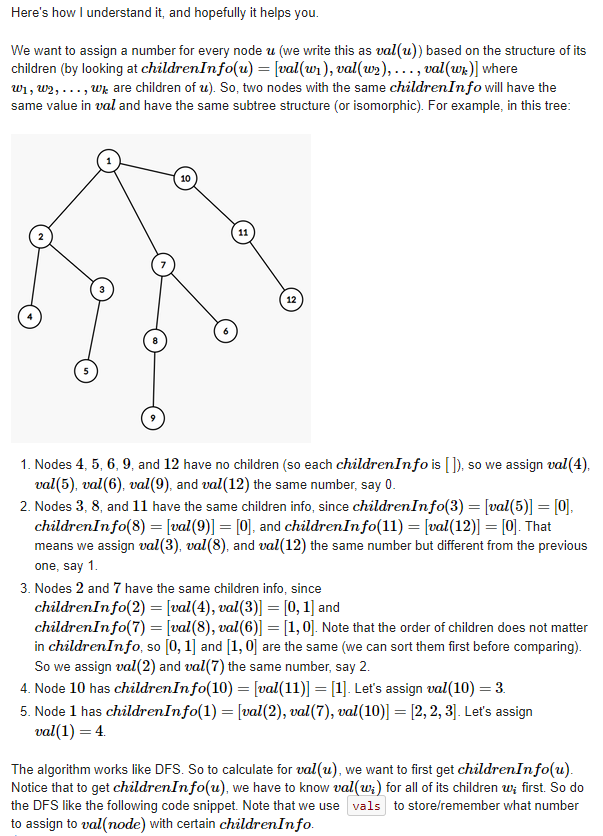 Here's how I understand it, and hopefully it helps you.
We want to assign a number for every node u (we write this as val(u)) based on the structure of its
children (by looking at childrenInfo(u) = [val(w₁), val(w₂), . . . , val(wₖ)] where
w₁, w₂, . . . , wₖ are children of u). So, two nodes with the same childrenInfo will have the
same value in val and have the same subtree structure (or isomorphic). For example, in this tree:
1
10
2
11
7
3
12
4
6
8
5
9
1. Nodes 4, 5, 6, 9, and 12 have no children (so each childrenInfo is [ ]), so we assign val(4),
val(5), val(6), val(9), and val(12) the same number, say 0.
2. Nodes 3, 8, and 11 have the same children info, since childrenInfo(3) = [val(5)] = [0],
childrenInfo(8) = [val(9)] = [0], and childrenInfo(11) = [val(12)] = [0]. That
means we assign val(3), val(8), and val(12) the same number but different from the previous
one, say 1.
3. Nodes 2 and 7 have the same children info, since
childrenInfo(2) = [val(4), val(3)] = [0, 1] and
childrenInfo(7) = [val(8), val(6)] = [1, 0]. Note that the order of children does not matter
in childrenInfo, so [0, 1] and [1, 0] are the same (we can sort them first before comparing).
So we assign val(2) and val(7) the same number, say 2.
4. Node 10 has childrenInfo(10) = [val(11)] = [1]. Let's assign val(10) = 3.
5. Node 1 has childrenInfo(1) = [val(2), val(7), val(10)] = [2, 2, 3]. Let's assign
val(1) = 4.
The algorithm works like DFS. So to calculate for val(u), we want to first get childrenInfo(u).
Notice that to get childrenInfo(u), we have to know val(wᵢ) for all of its children wᵢ first. So do
the DFS like the following code snippet. Note that we use vals to store/remember what number
to assign to val(node) with certain childrenInfo.